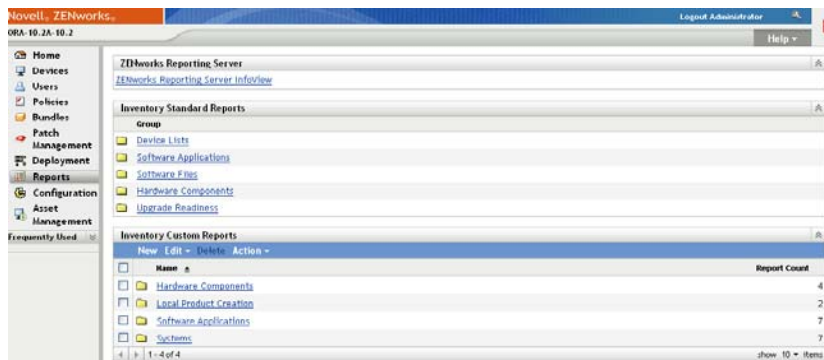 Novell® ZENworks®
Logout Administrator
ORA-10.2A-10.2
Help
Home
Devices
Users
Policies
Bundles
Patch
Management
Deployment
Reports
Configuration
Asset
Management
Frequently Used
ZENworks Reporting Server
ZENworks Reporting Server InfoView
Inventory Standard Reports
Group
Device Lists
Software Applications
Software Files
Hardware Components
Upgrade Readiness
Inventory Custom Reports
New Edit Delete Action
Name Report Count
Hardware Components 4
Local Product Creation 2
Software Applications 7
Systems 7
1 - 4 of 4 show 10 items